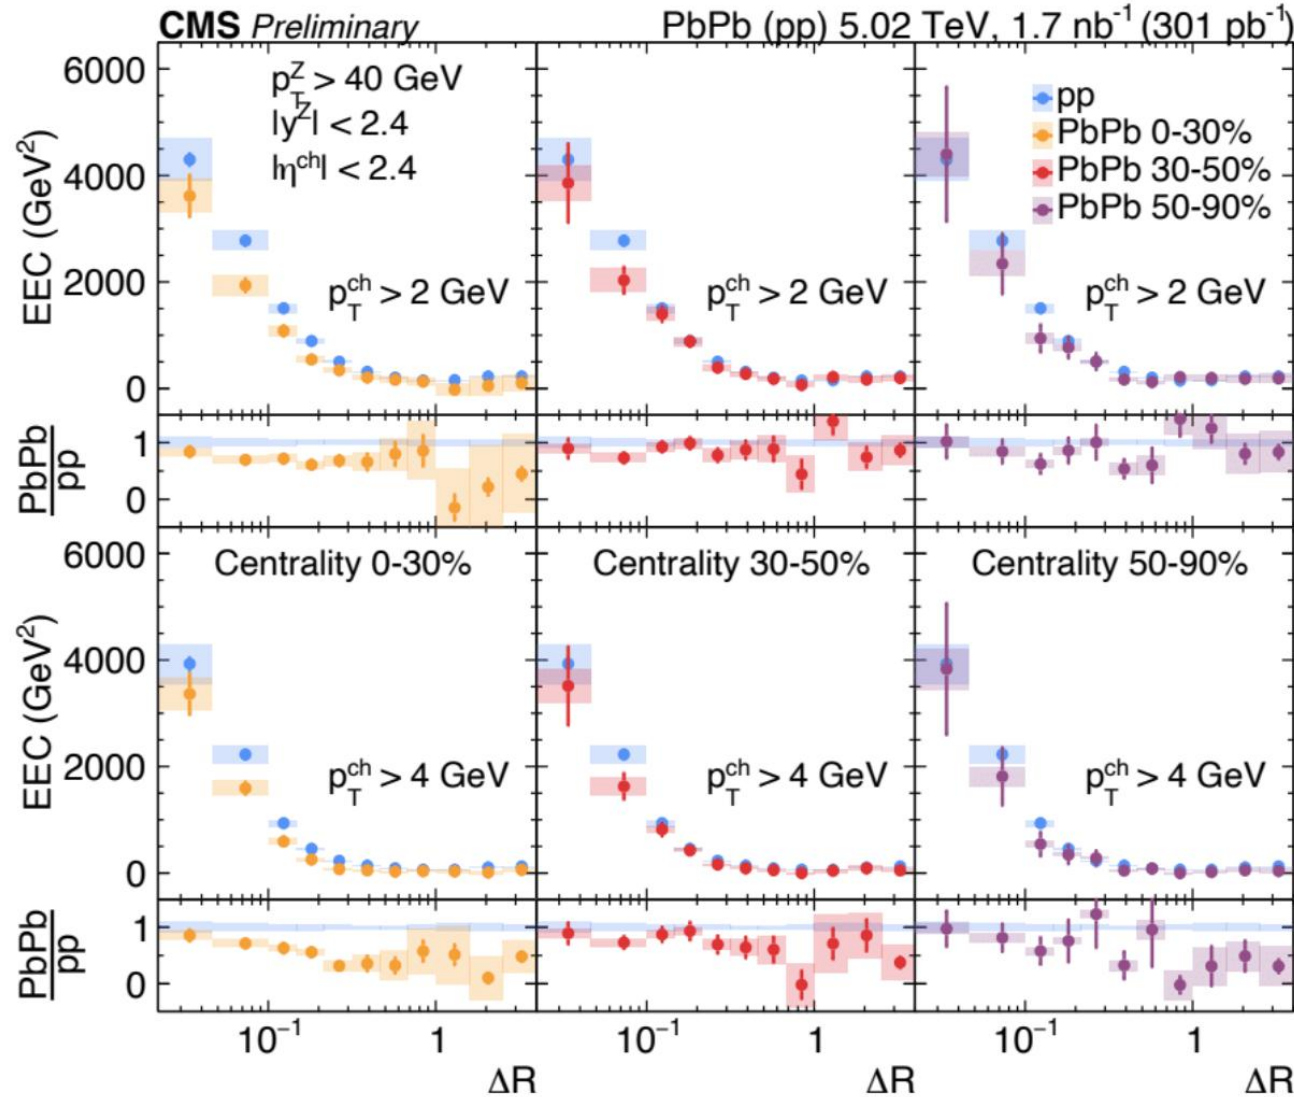 CMS Preliminary PbPb (pp) 5.02 TeV, 1.7 nb⁻¹ (301 pb⁻¹)
6000
4000
2000
0
EEC (GeV²)
p_T^Z > 40 GeV
|y^Z| < 2.4
|η^ch| < 2.4
pp
PbPb 0-30%
PbPb 30-50%
PbPb 50-90%
p_T^ch > 2 GeV
p_T^ch > 2 GeV
p_T^ch > 2 GeV
PbPb
pp
1
0
6000
4000
2000
0
EEC (GeV²)
Centrality 0-30%
Centrality 30-50%
Centrality 50-90%
p_T^ch > 4 GeV
p_T^ch > 4 GeV
p_T^ch > 4 GeV
PbPb
pp
1
0
10⁻¹ 1
10⁻¹ 1
10⁻¹ 1
ΔR
ΔR
ΔR